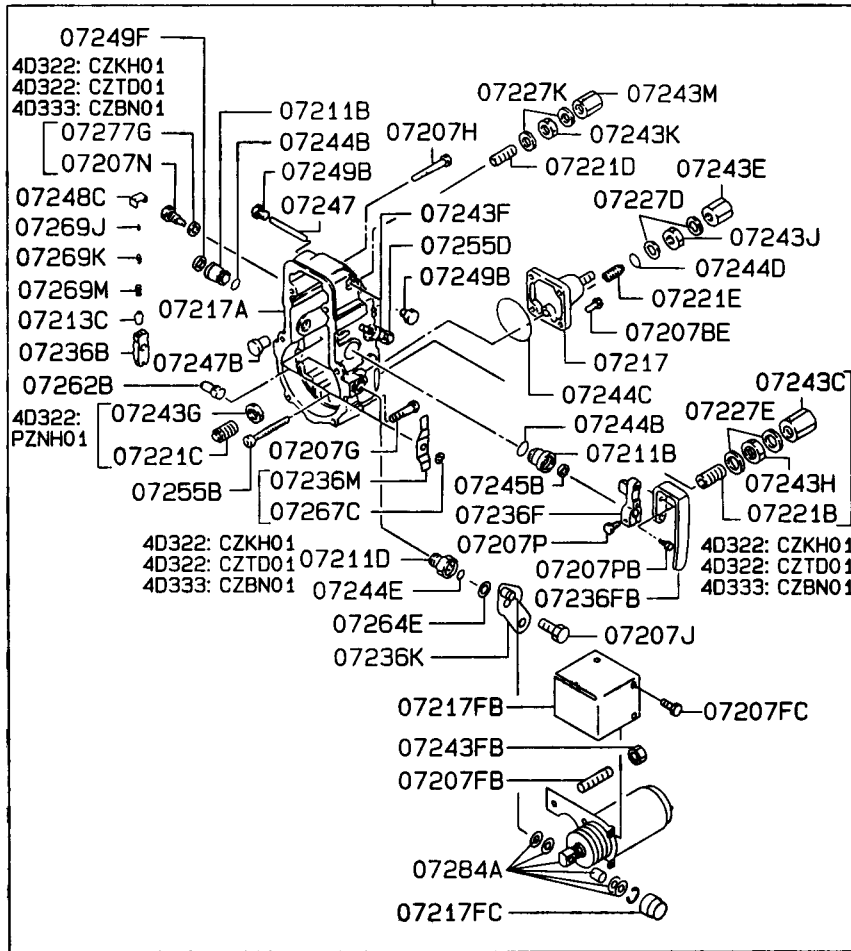 07249F
4D322: CZKH01
4D322: CZTD01
4D333: CZBN01
07277G
07207N
07248C
07269J
07269K
07269M
07213C
07236B
07262B
4D322:
PZNH01
07243G
07221C
07255B
07211B
07244B
07249B
07247
07217A
07247B
07207H
07243F
07255D
07249B
07227K
07243M
07243K
07221D
07243E
07227D
07243J
07244D
07221E
07207BE
07217
07244C
07243C
07227E
07244B
07211B
07243H
07221B
07245B
07236F
07207P
07207PB
07236FB
4D322: CZKH01
4D322: CZTD01
4D333: CZBN01
07207G
07236M
07267C
4D322: CZKH01
4D322: CZTD01
4D333: CZBN01
07211D
07244E
07264E
07236K
07207J
07217FB
07207FC
07243FB
07207FB
07284A
07217FC